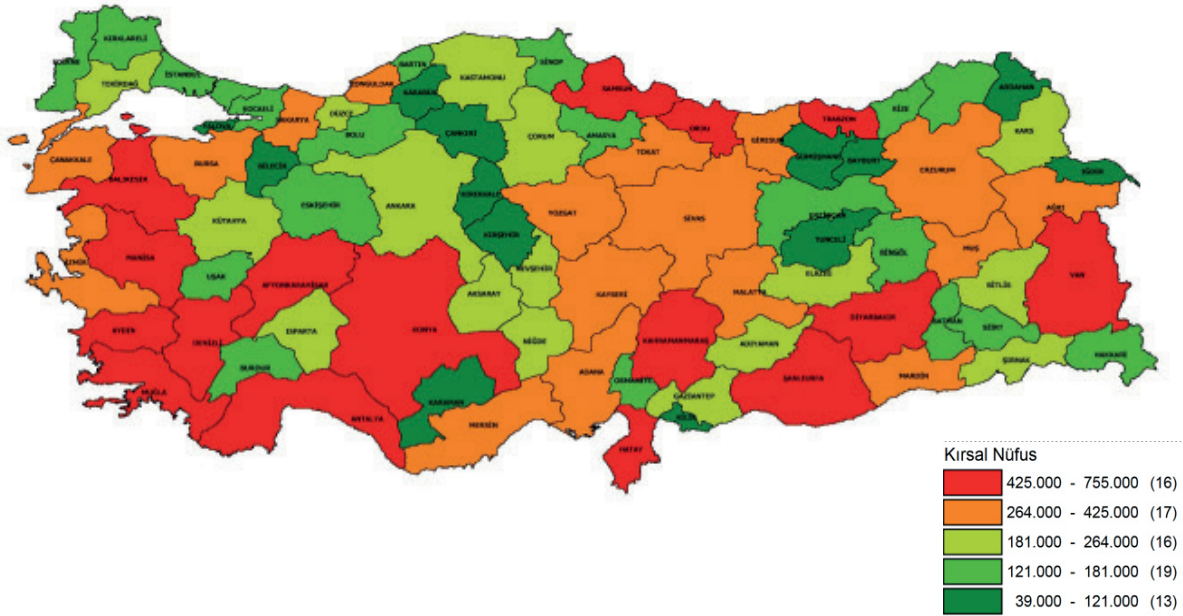 KIRKLARELİ
EDİRNE
TEKİRDAĞ
İSTANBUL
KOCAELİ
YALOVA
SAKARYA
DÜZCE
BOLU
ZONGULDAK
BARTIN
KARABÜK
KASTAMONU
SİNOP
ÇANKIRI
ÇORUM
SAMSUN
AMASYA
ORDU
TOKAT
GİRESUN
TRABZON
GÜMÜŞHANE
BAYBURT
RİZE
ARDAHAN
KARS
IĞDIR
ERZURUM
AĞRI
ÇANAKKALE
BALIKESİR
BURSA
BİLECİK
ESKİŞEHİR
ANKARA
KIRIKKALE
KIRŞEHİR
YOZGAT
SİVAS
ERZİNCAN
TUNCELİ
BİNGÖL
MUŞ
VAN
KÜTAHYA
MANİSA
UŞAK
İZMİR
AFYONKARAHİSAR
KONYA
AKSARAY
NEVŞEHİR
KAYSERİ
MALATYA
ELAZIĞ
BİTLİS
DİYARBAKIR
BATMAN
SİİRT
AYDIN
DENİZLİ
ISPARTA
BURDUR
NİĞDE
KAHRAMANMARAŞ
ADIYAMAN
ŞANLIURFA
MARDİN
ŞIRNAK
HAKKARİ
MUĞLA
ANTALYA
KARAMAN
MERSİN
ADANA
OSMANİYE
GAZİANTEP
KİLİS
HATAY
Kırsal Nüfus
425.000 - 755.000 (16)
264.000 - 425.000 (17)
181.000 - 264.000 (16)
121.000 - 181.000 (19)
39.000 - 121.000 (13)